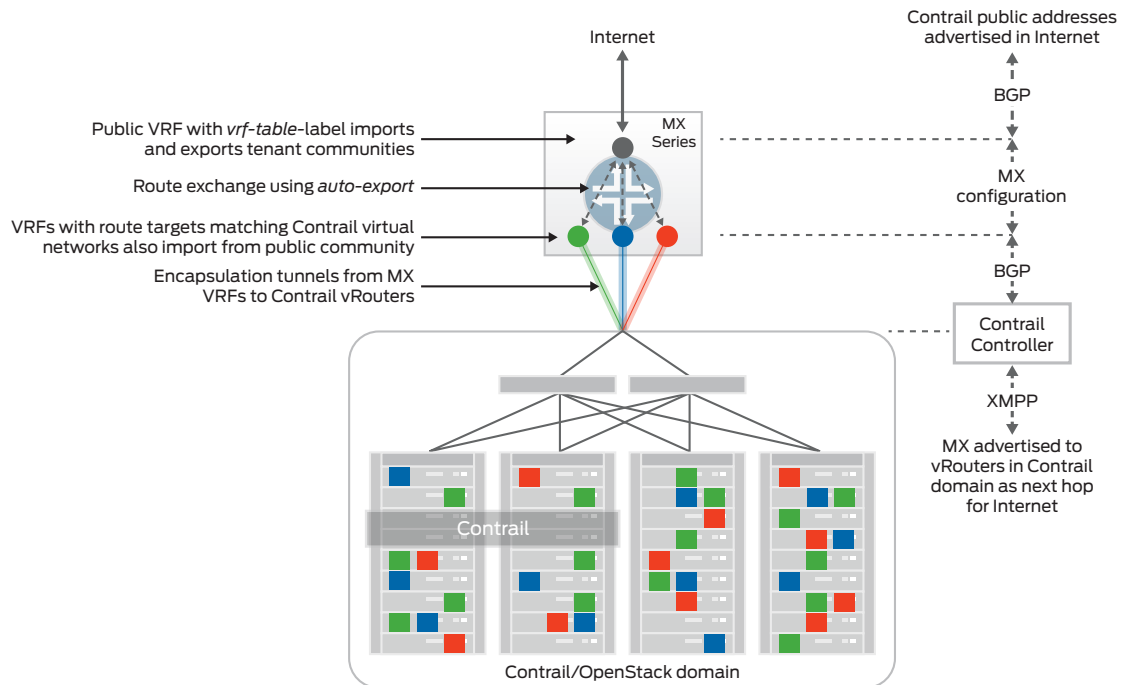 Internet
MX
Series
Public VRF with vrf-table-label imports
and exports tenant communities
Route exchange using auto-export
VRFs with route targets matching Contrail virtual
networks also import from public community
Encapsulation tunnels from MX
VRFs to Contrail vRouters
Contrail
Contrail/OpenStack domain
Contrail public addresses
advertised in Internet
BGP
MX
configuration
BGP
Contrail
Controller
XMPP
MX advertised to
vRouters in Contrail
domain as next hop
for Internet